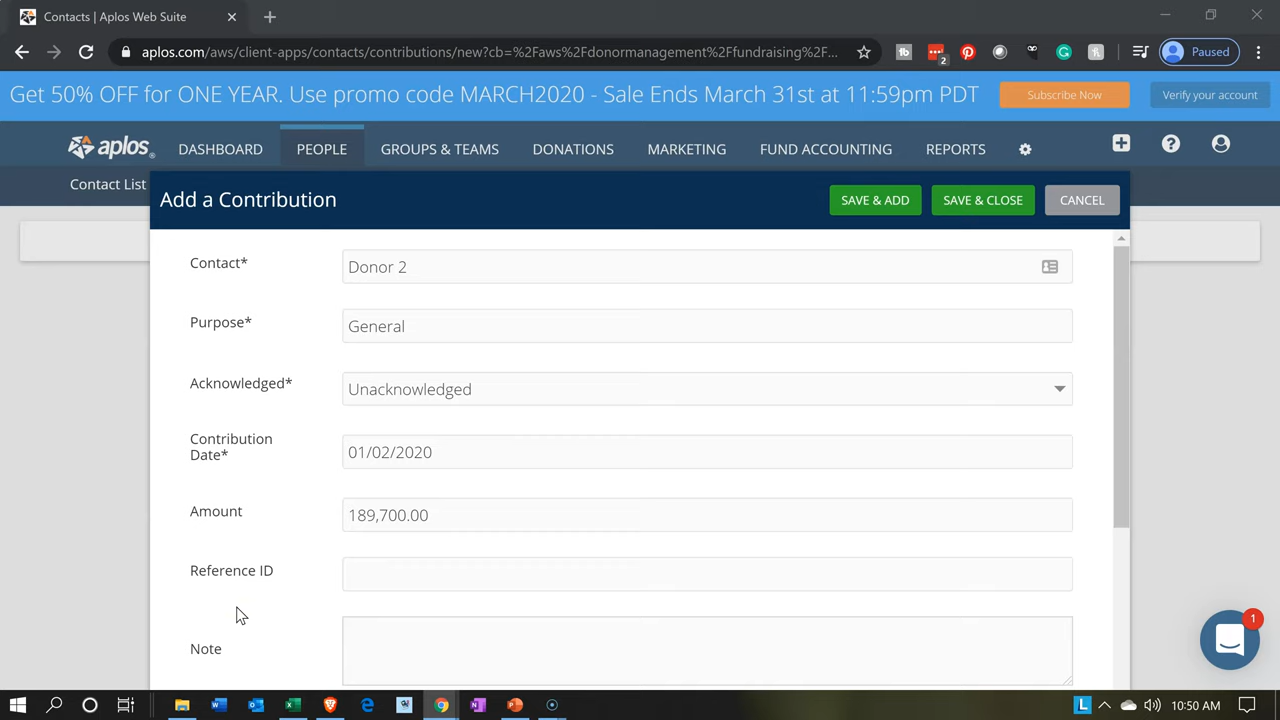 Contacts | Aplos Web Suite
aplos.com/aws/client-apps/contacts/contributions/new?cb=%2Faws%2Fdonormanagement%2Ffundraising%2F...
2
Paused
Get 50% OFF for ONE YEAR. Use promo code MARCH2020 - Sale Ends March 31st at 11:59pm PDT
Subscribe Now
Verify your account
aplos
DASHBOARD
PEOPLE
GROUPS & TEAMS
DONATIONS
MARKETING
FUND ACCOUNTING
REPORTS
Contact List
Add a Contribution
SAVE & ADD
SAVE & CLOSE
CANCEL
Contact*
Donor 2
Purpose*
General
Acknowledged*
Unacknowledged
Contribution
Date*
01/02/2020
Amount
189,700.00
Reference ID
Note
1
10:50 AM